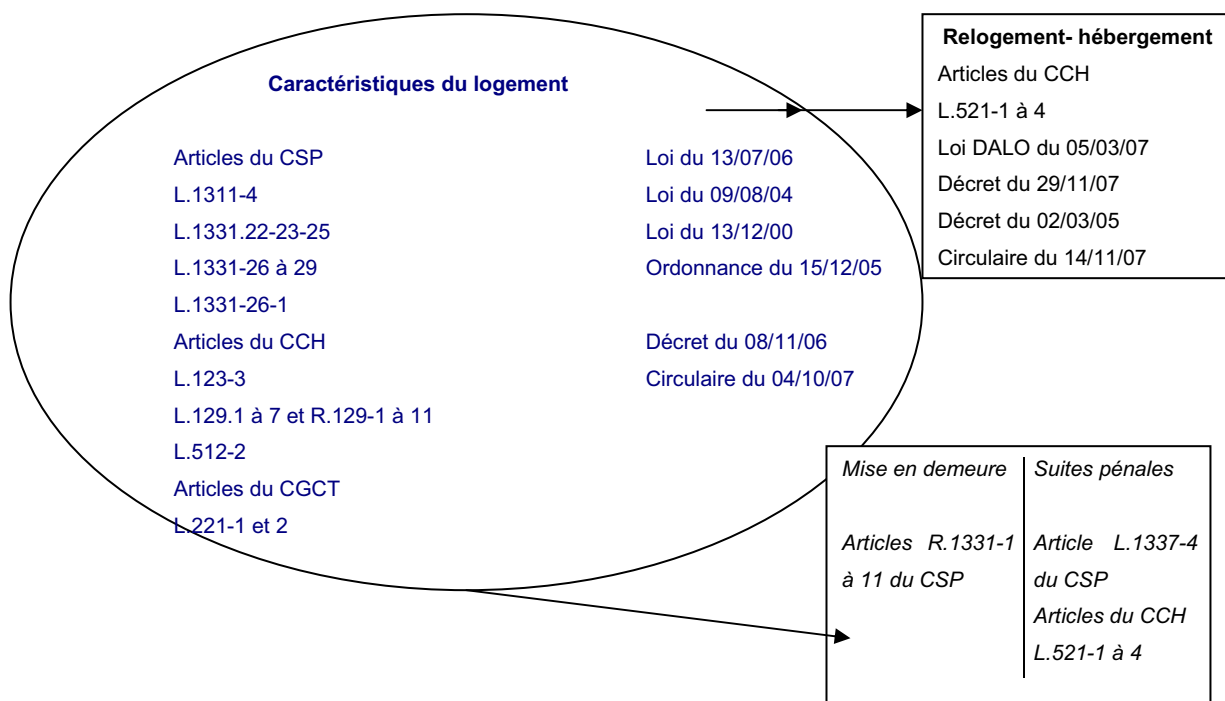 Caractéristiques du logement
Articles du CSP
L.1311-4
L.1331.22-23-25
L.1331-26 à 29
L.1331-26-1
Articles du CCH
L.123-3
L.129.1 à 7 et R.129-1 à 11
L.512-2
Articles du CGCT
L.221-1 et 2
Loi du 13/07/06
Loi du 09/08/04
Loi du 13/12/00
Ordonnance du 15/12/05
Décret du 08/11/06
Circulaire du 04/10/07
Relogement- hébergement
Articles du CCH
L.521-1 à 4
Loi DALO du 05/03/07
Décret du 29/11/07
Décret du 02/03/05
Circulaire du 14/11/07
Mise en demeure
Articles R.1331-1
à 11 du CSP
Suites pénales
Article L.1337-4
du CSP
Articles du CCH
L.521-1 à 4